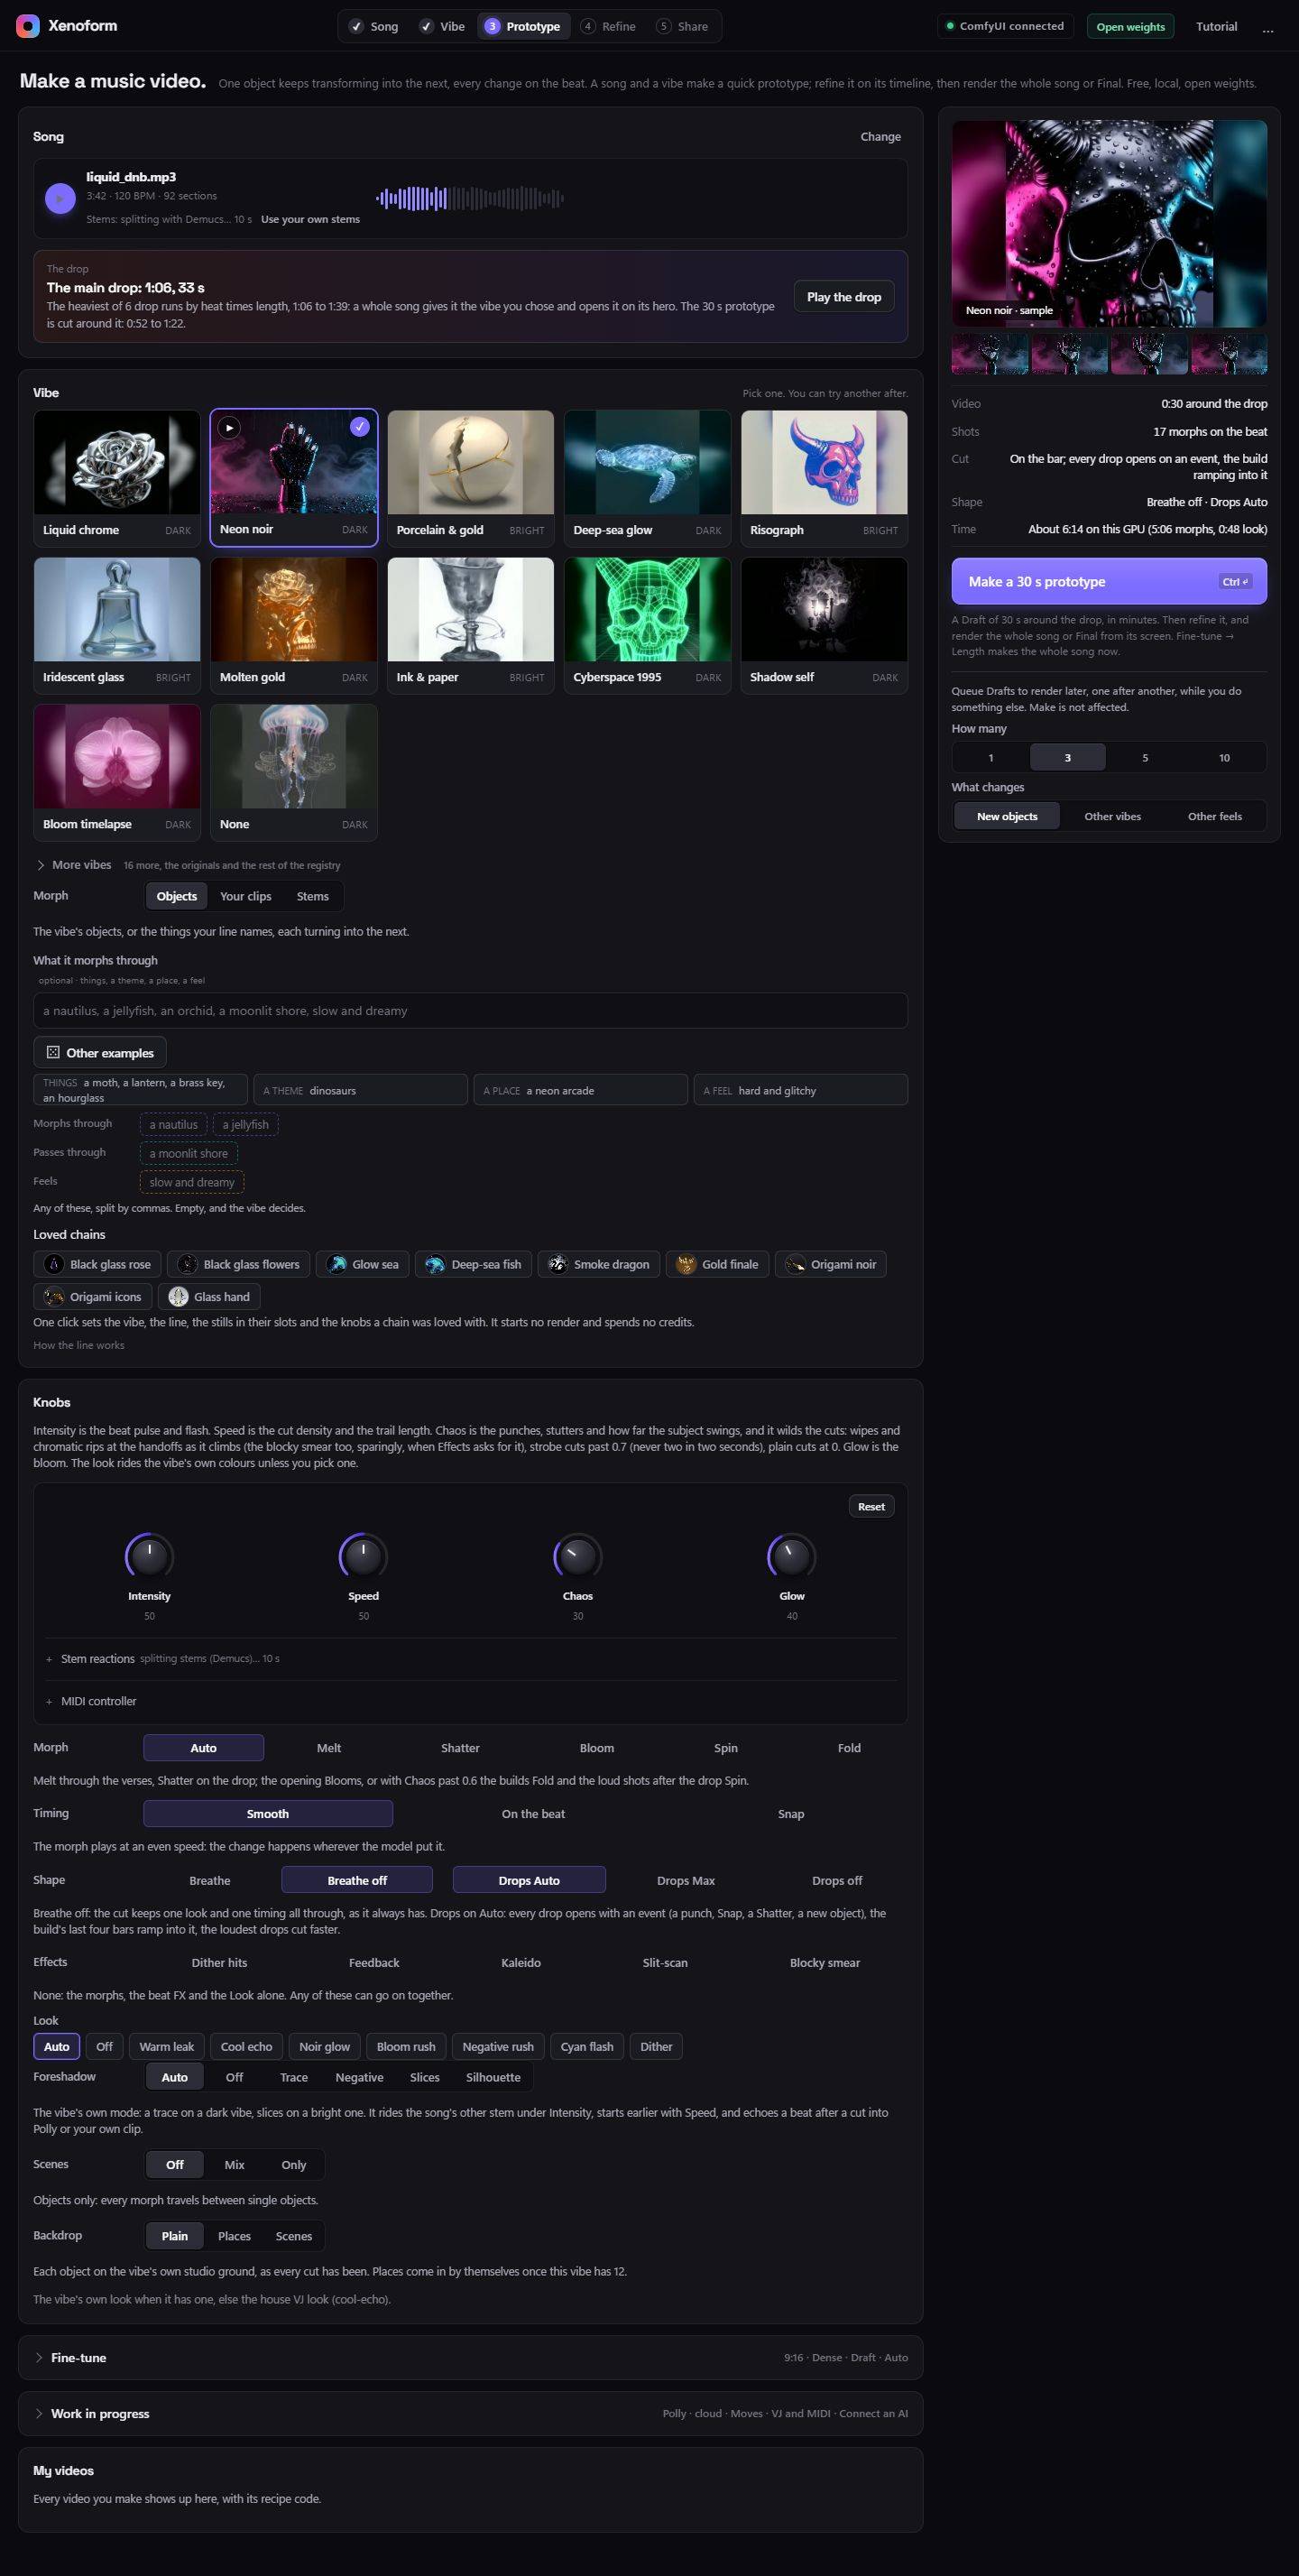 Xenoform
✓ Song ✓ Vibe 3 Prototype 4 Refine 5 Share
ComfyUI connected
Open weights
Tutorial
...
Make a music video.
One object keeps transforming into the next, every change on the beat. A song and a vibe make a quick prototype; refine it on its timeline, then render the whole song or Final. Free, local, open weights.
Song
Change
liquid_dnb.mp3
3:42 · 120 BPM · 92 sections
Stems: splitting with Demucs... 10 s Use your own stems
The drop
The main drop: 1:06, 33 s
The heaviest of 6 drop runs by heat times length, 1:06 to 1:39: a whole song gives it the vibe you chose and opens it on its hero. The 30 s prototype
is cut around it: 0:52 to 1:22.
Play the drop
Vibe
Pick one. You can try another after.
Liquid chrome DARK
Neon noir DARK
Porcelain & gold BRIGHT
Deep-sea glow DARK
Risograph BRIGHT
Iridescent glass BRIGHT
Molten gold DARK
Ink & paper BRIGHT
Cyberspace 1995 DARK
Shadow self DARK
Bloom timelapse DARK
None DARK
More vibes 16 more, the originals and the rest of the registry
Morph Objects Your clips Stems
The vibe's objects, or the things your line names, each turning into the next.
What it morphs through
optional · things, a theme, a place, a feel
a nautilus, a jellyfish, an orchid, a moonlit shore, slow and dreamy
Other examples
THINGS a moth, a lantern, a brass key,
an hourglass
A THEME dinosaurs
A PLACE a neon arcade
A FEEL hard and glitchy
Morphs through a nautilus a jellyfish
Passes through a moonlit shore
Feels slow and dreamy
Any of these, split by commas. Empty, and the vibe decides.
Loved chains
Black glass rose Black glass flowers Glow sea Deep-sea fish Smoke dragon Gold finale Origami noir
Origami icons Glass hand
One click sets the vibe, the line, the stills in their slots and the knobs a chain was loved with. It starts no render and spends no credits.
How the line works
Knobs
Intensity is the beat pulse and flash. Speed is the cut density and the trail length. Chaos is the punches, stutters and how far the subject swings, and it wilds the cuts: wipes and
chromatic rips at the handoffs as it climbs (the blocky smear too, sparingly, when Effects asks for it), strobe cuts past 0.7 (never two in two seconds), plain cuts at 0. Glow is the
bloom. The look rides the vibe's own colours unless you pick one.
Reset
Intensity Speed Chaos Glow
50 50 30 40
+ Stem reactions splitting stems (Demucs)... 10 s
+ MIDI controller
Morph Auto Melt Shatter Bloom Spin Fold
Melt through the verses, Shatter on the drop; the opening Blooms, or with Chaos past 0.6 the builds Fold and the loud shots after the drop Spin.
Timing Smooth On the beat Snap
The morph plays at an even speed: the change happens wherever the model put it.
Shape Breathe Breathe off Drops Auto Drops Max Drops off
Breathe off: the cut keeps one look and one timing all through, as it always has. Drops on Auto: every drop opens with an event (a punch, Snap, a Shatter, a new object), the
build's last four bars ramp into it, the loudest drops cut faster.
Effects Dither hits Feedback Kaleido Slit-scan Blocky smear
None: the morphs, the beat FX and the Look alone. Any of these can go on together.
Look
Auto Off Warm leak Cool echo Noir glow Bloom rush Negative rush Cyan flash Dither
Foreshadow Auto Off Trace Negative Slices Silhouette
The vibe's own mode: a trace on a dark vibe, slices on a bright one. It rides the song's other stem under Intensity, starts earlier with Speed, and echoes a beat after a cut into
Polly or your own clip.
Scenes Off Mix Only
Objects only: every morph travels between single objects.
Backdrop Plain Places Scenes
Each object on the vibe's own studio ground, as every cut has been. Places come in by themselves once this vibe has 12.
The vibe's own look when it has one, else the house VJ look (cool-echo).
Fine-tune 9:16 · Dense · Draft · Auto
Work in progress Polly · cloud · Moves · VJ and MIDI · Connect an AI
My videos
Every video you make shows up here, with its recipe code.
Neon noir · sample
Video 0:30 around the drop
Shots 17 morphs on the beat
Cut On the bar; every drop opens on an event, the build
ramping into it
Shape Breathe off · Drops Auto
Time About 6:14 on this GPU (5:06 morphs, 0:48 look)
Make a 30 s prototype Ctrl ↵
A Draft of 30 s around the drop, in minutes. Then refine it, and
render the whole song or Final from its screen. Fine-tune →
Length makes the whole song now.
Queue Drafts to render later, one after another, while you do
something else. Make is not affected.
How many
1 3 5 10
What changes
New objects Other vibes Other feels